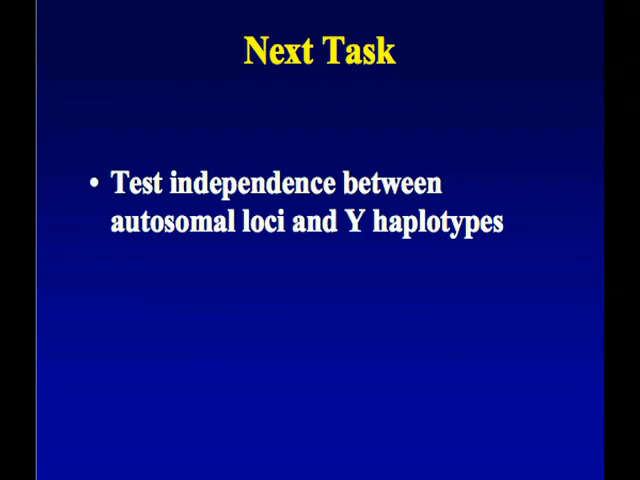 Next Task
• Test independence between
autosomal loci and Y haplotypes